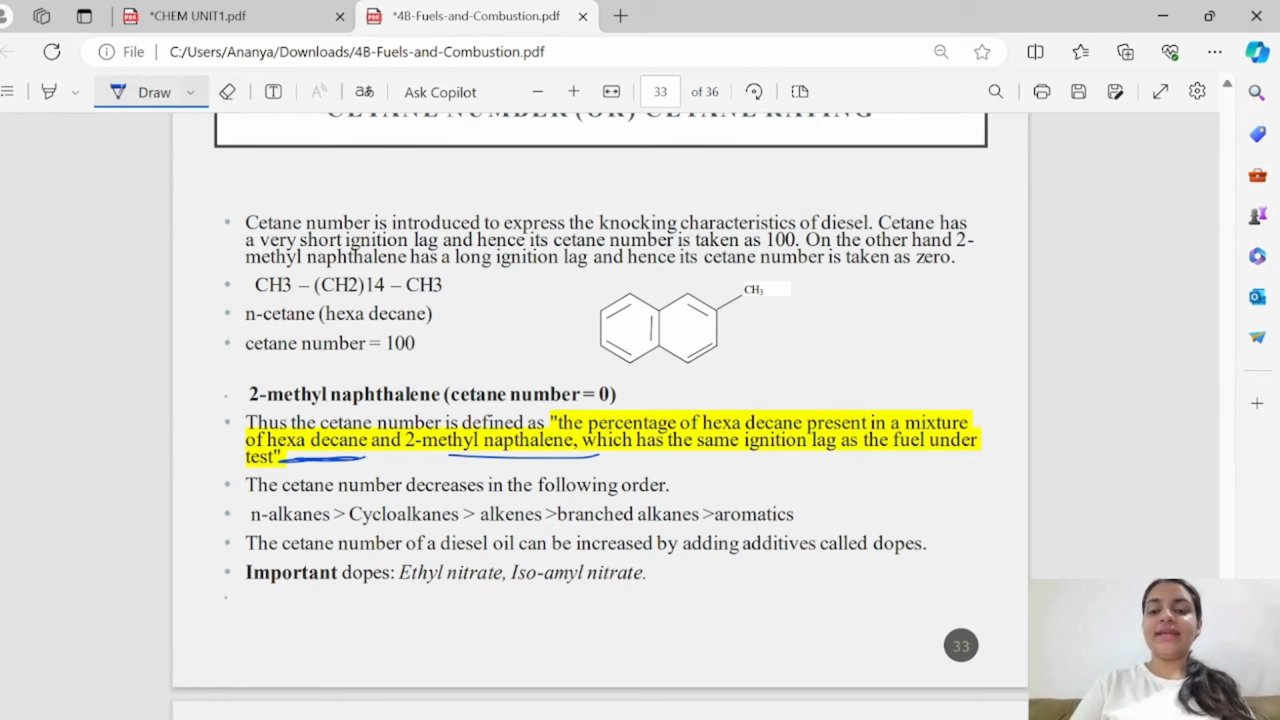 *CHEM UNIT1.pdf
*4B-Fuels-and-Combustion.pdf
File
C:/Users/Ananya/Downloads/4B-Fuels-and-Combustion.pdf
Draw
aあ
Ask Copilot
33 of 36
CETANE NUMBER (OR) CETANE RATING
• Cetane number is introduced to express the knocking characteristics of diesel. Cetane has
a very short ignition lag and hence its cetane number is taken as 100. On the other hand 2-
methyl naphthalene has a long ignition lag and hence its cetane number is taken as zero.
• CH3 – (CH2)14 – CH3
CH3
• n-cetane (hexa decane)
• cetane number = 100
• 2-methyl naphthalene (cetane number = 0)
• Thus the cetane number is defined as "the percentage of hexa decane present in a mixture
of hexa decane and 2-methyl napthalene, which has the same ignition lag as the fuel under
test".
• The cetane number decreases in the following order.
• n-alkanes > Cycloalkanes > alkenes >branched alkanes >aromatics
• The cetane number of a diesel oil can be increased by adding additives called dopes.
• Important dopes: Ethyl nitrate, Iso-amyl nitrate.
33